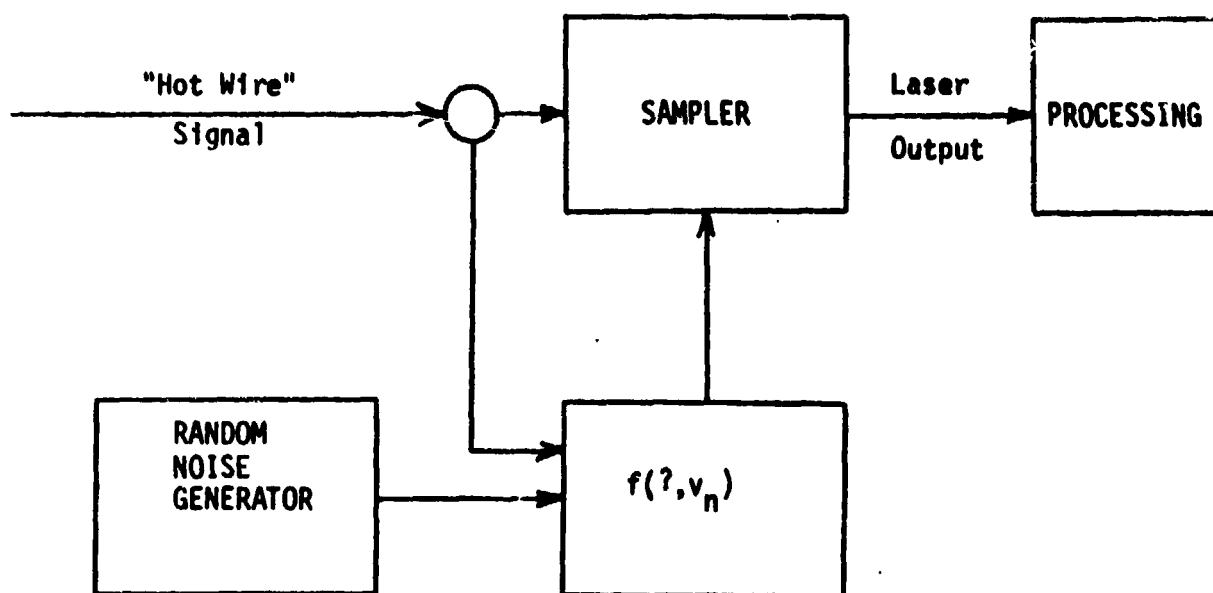 "Hot Wire"
Signal
SAMPLER
Laser
Output
PROCESSING
RANDOM
NOISE
GENERATOR
f(?,v_n)